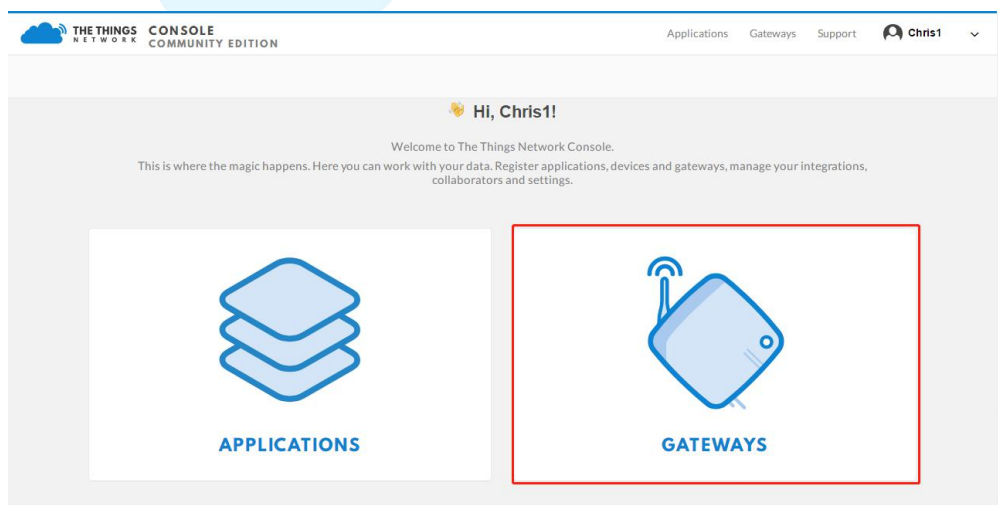 THE THINGS
NETWORK
CONSOLE
COMMUNITY EDITION
Applications Gateways Support Chris1
Hi, Chris1!
Welcome to The Things Network Console.
This is where the magic happens. Here you can work with your data. Register applications, devices and gateways, manage your integrations,
collaborators and settings.
APPLICATIONS
GATEWAYS